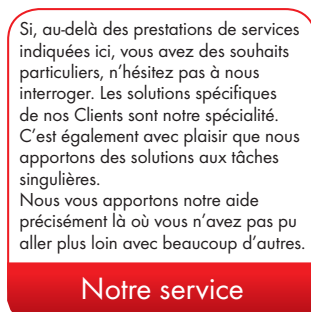 Si, au-delà des prestations de services
indiquées ici, vous avez des souhaits
particuliers, n’hésitez pas à nous
interroger. Les solutions spécifiques
de nos Clients sont notre spécialité.
C’est également avec plaisir que nous
apportons des solutions aux tâches
singulières.
Nous vous apportons notre aide
précisément là où vous n’avez pas pu
aller plus loin avec beaucoup d’autres.
Notre service